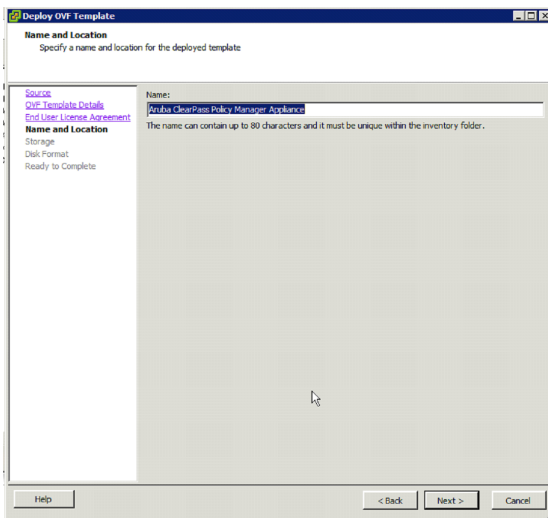 Deploy OVF Template
Name and Location
Specify a name and location for the deployed template
Source
OVF Template Details
End User License Agreement
Name and Location
Storage
Disk Format
Ready to Complete
Name:
Aruba ClearPass Policy Manager Appliance
The name can contain up to 80 characters and it must be unique within the inventory folder.
Help
< Back
Next >
Cancel